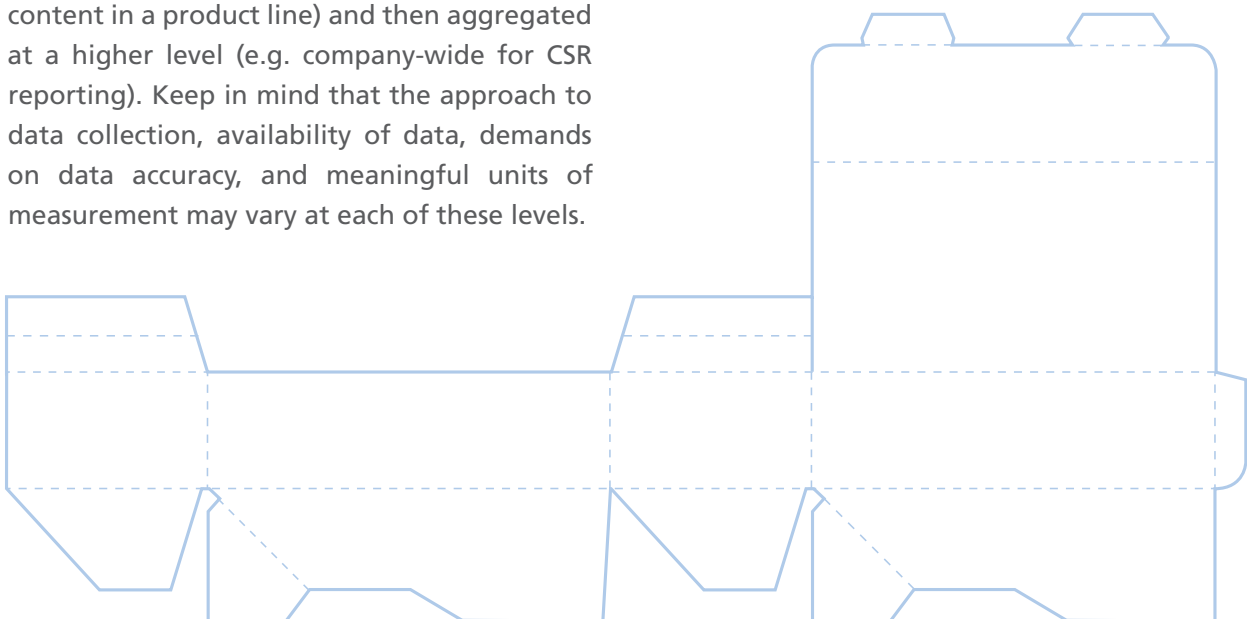 content in a product line) and then aggregated
at a higher level (e.g. company-wide for CSR
reporting). Keep in mind that the approach to
data collection, availability of data, demands
on data accuracy, and meaningful units of
measurement may vary at each of these levels.